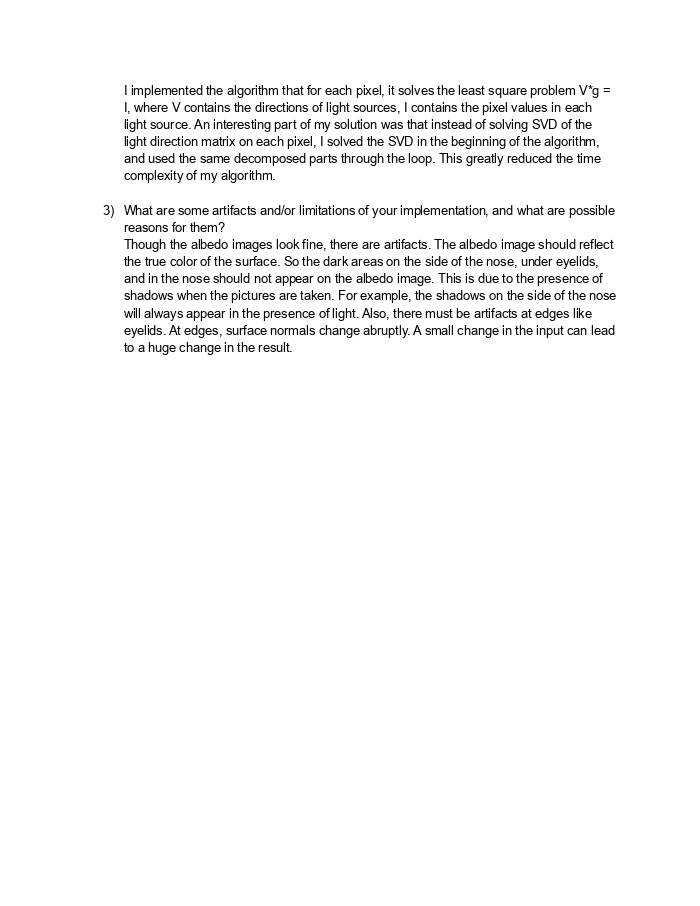 I implemented the algorithm that for each pixel, it solves the least square problem V*g =
I, where V contains the directions of light sources, I contains the pixel values in each
light source. An interesting part of my solution was that instead of solving SVD of the
light direction matrix on each pixel, I solved the SVD in the beginning of the algorithm,
and used the same decomposed parts through the loop. This greatly reduced the time
complexity of my algorithm.
3) What are some artifacts and/or limitations of your implementation, and what are possible
reasons for them?
Though the albedo images look fine, there are artifacts. The albedo image should reflect
the true color of the surface. So the dark areas on the side of the nose, under eyelids,
and in the nose should not appear on the albedo image. This is due to the presence of
shadows when the pictures are taken. For example, the shadows on the side of the nose
will always appear in the presence of light. Also, there must be artifacts at edges like
eyelids. At edges, surface normals change abruptly. A small change in the input can lead
to a huge change in the result.